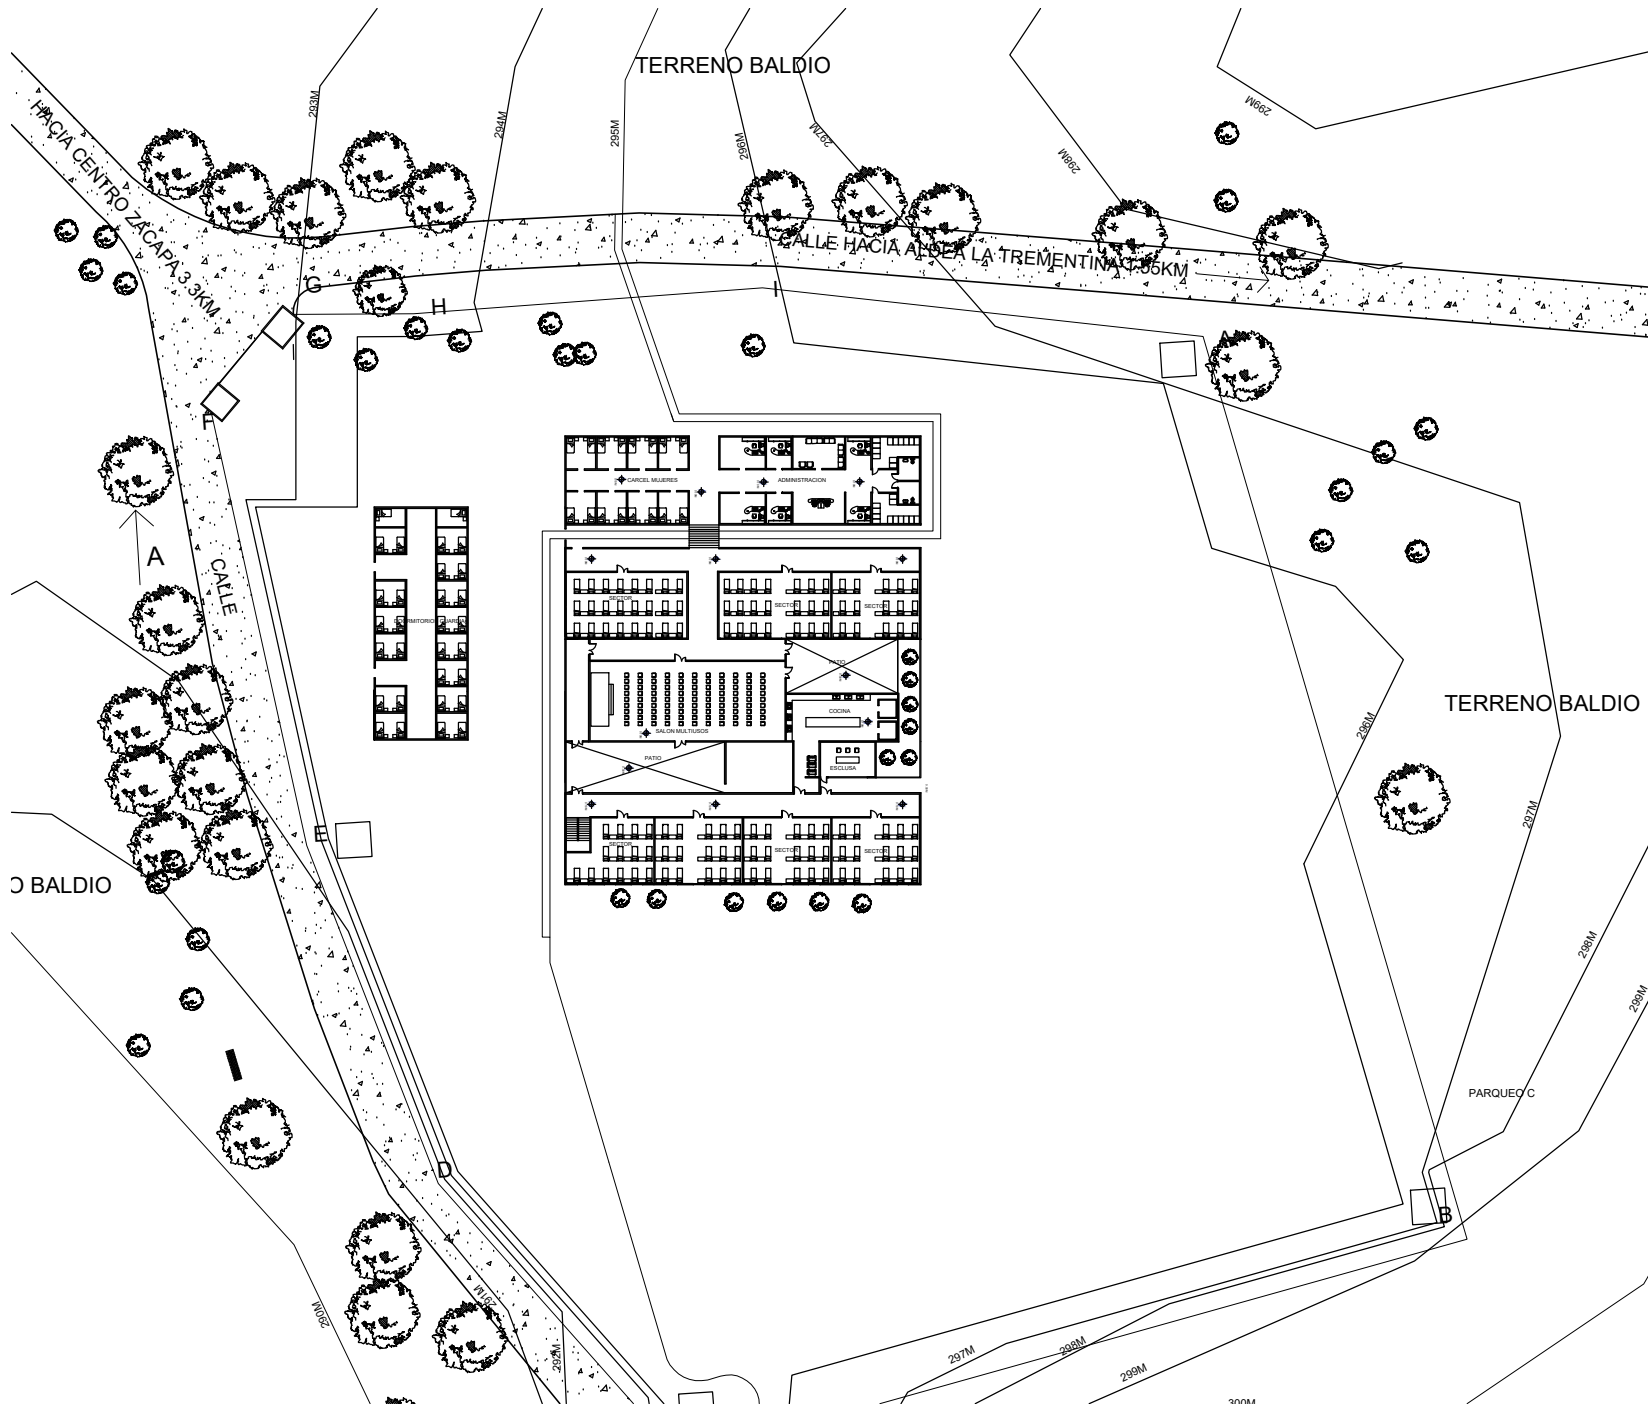 TERRENO BALDIO
293M
294M
295M
296M
297M
298M
299M
HACIA CENTRO ZACAPA 3.3KM
CALLE HACIA ALDEA LA TREMENTINA 1.55KM
G
H
I
A
F
A
CALLE
CARCEL MUJERES
ADMINISTRACION
SECTOR
SECTOR
SECTOR
DORMITORIO GUARDIA
PATIO
COCINA
SALON MULTIUSOS
PATIO
ESCLUSA
SECTOR
SECTOR
SECTOR
TERRENO BALDIO
296M
297M
298M
299M
E
O BALDIO
PARQUEO C
D
B
290M
291M
292M
297M
298M
299M
300M